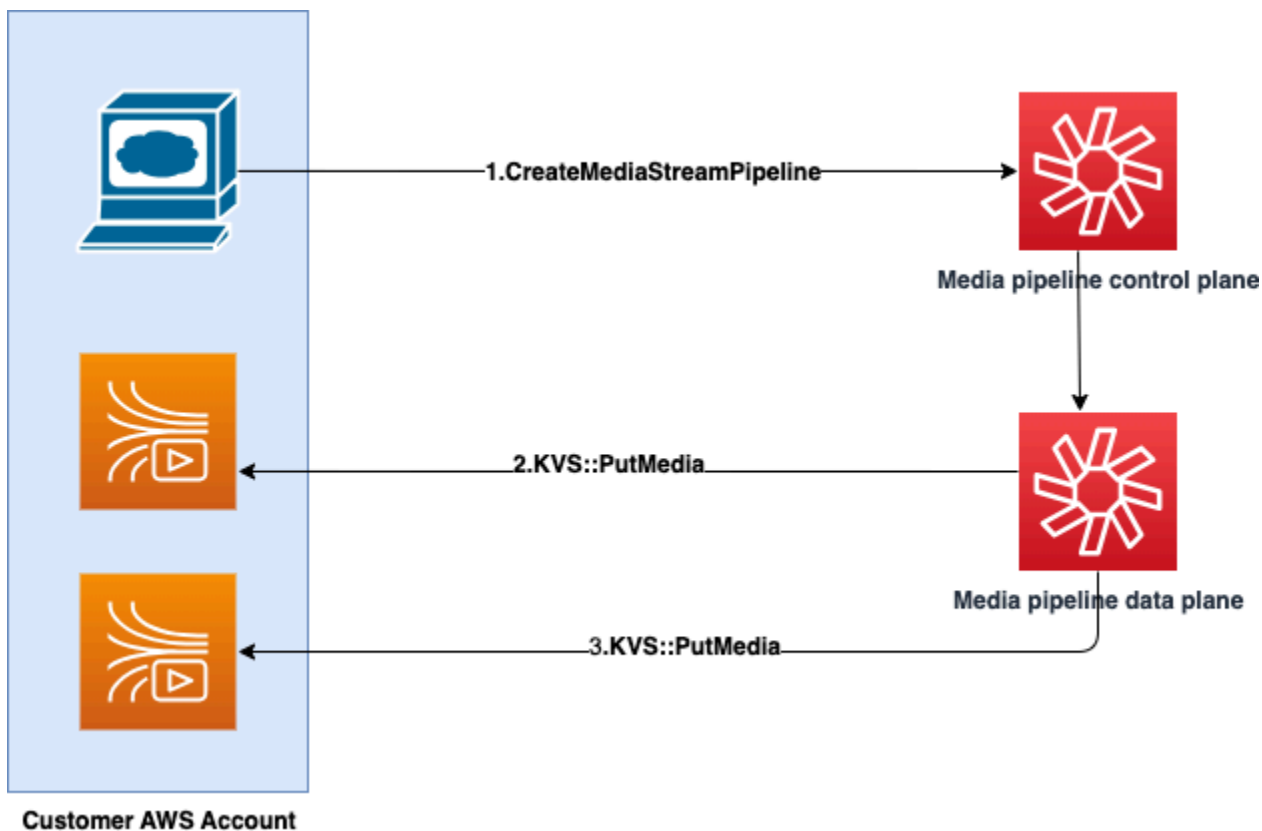 1.CreateMediaStreamPipeline
Media pipeline control plane
2.KVS::PutMedia
Media pipeline data plane
3.KVS::PutMedia
Customer AWS Account